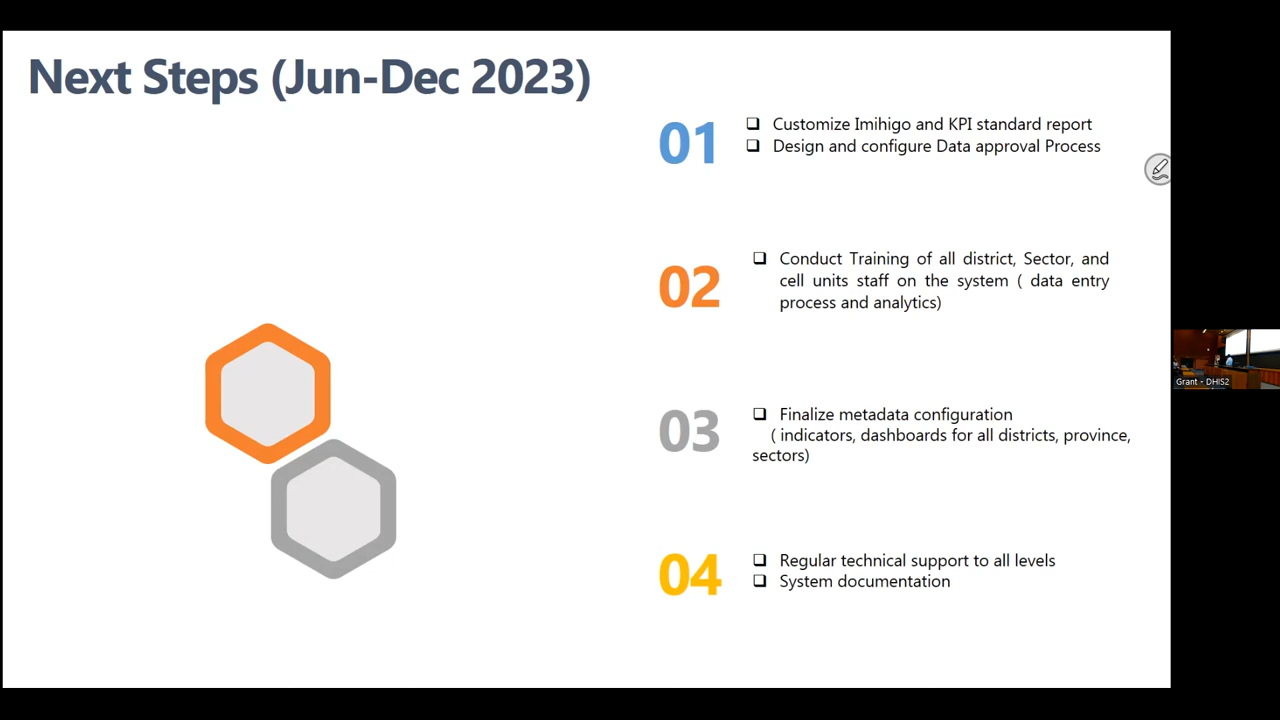 Next Steps (Jun-Dec 2023)
01
Customize Imihigo and KPI standard report
Design and configure Data approval Process
02
Conduct Training of all district, Sector, and
cell units staff on the system ( data entry
process and analytics)
03
Finalize metadata configuration
( indicators, dashboards for all districts, province,
sectors)
04
Regular technical support to all levels
System documentation
Grant - DHIS2